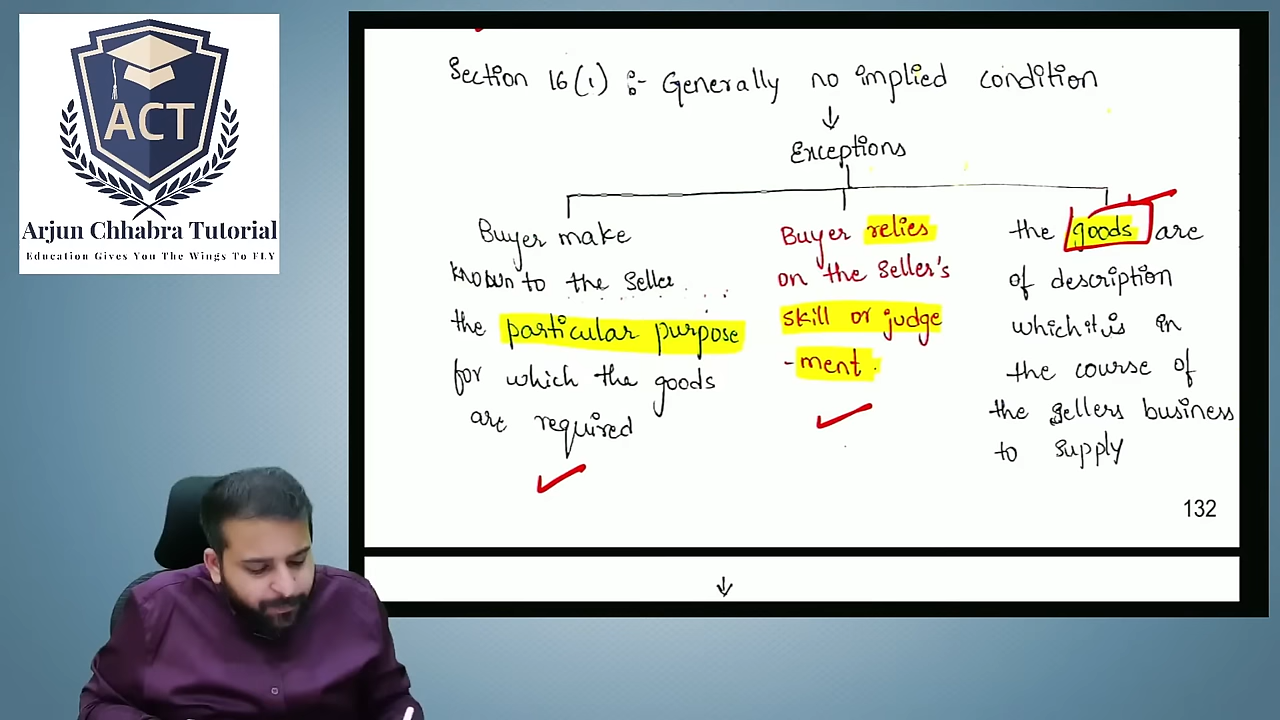 ACT
Arjun Chhabra Tutorial
Education Gives You The Wings To FLY
Section 16(1) :- Generally no implied condition
↓
Exceptions
Buyer make
known to the Seller
the particular purpose
for which the goods
are required
Buyer relies
on the Seller's
skill or judge
-ment.
the goods are
of description
which it is in
the course of
the sellers business
to supply
132
↓